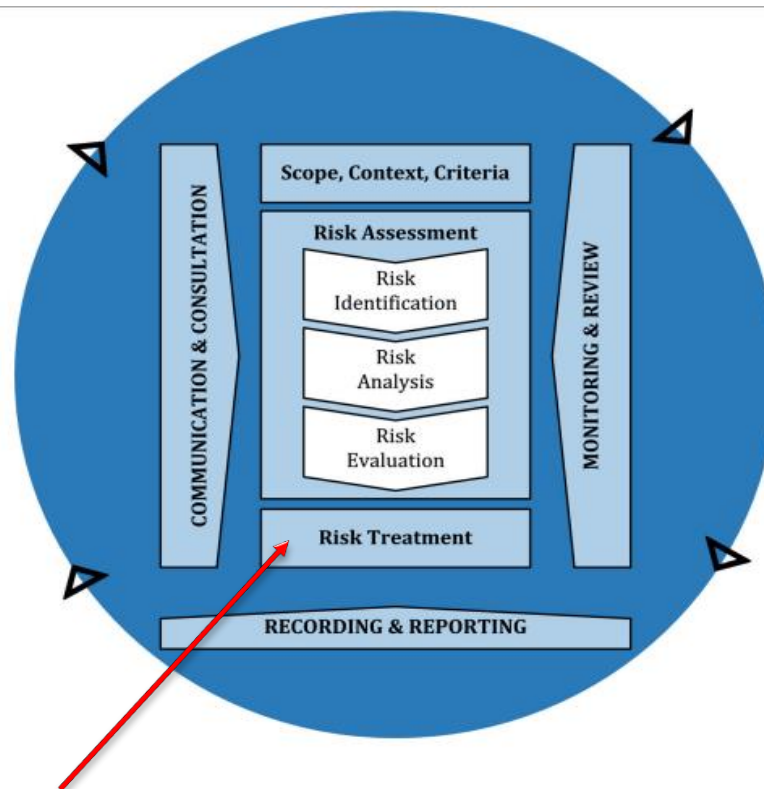 Scope, Context, Criteria
COMMUNICATION & CONSULTATION
Risk Assessment
Risk
Identification
Risk
Analysis
Risk
Evaluation
MONITORING & REVIEW
Risk Treatment
RECORDING & REPORTING